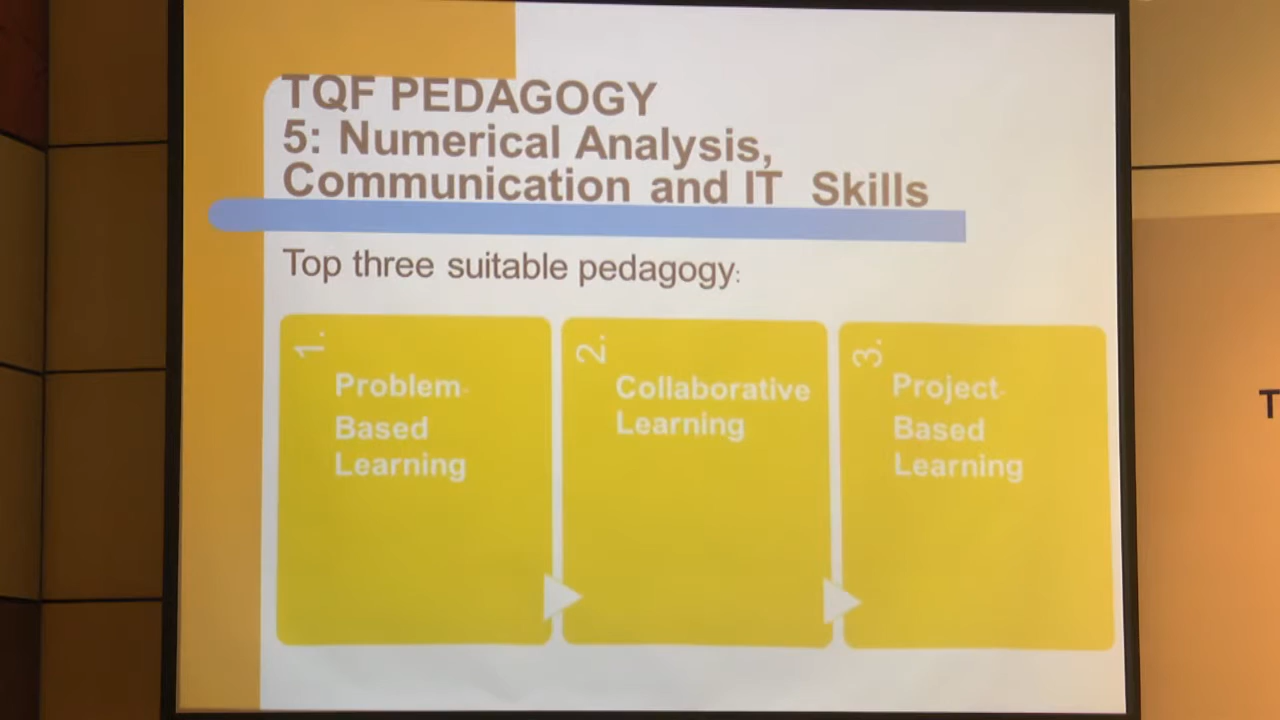 TQF PEDAGOGY
5: Numerical Analysis,
Communication and IT Skills
Top three suitable pedagogy:
1.
Problem-
Based
Learning
2.
Collaborative
Learning
3.
Project-
Based
Learning
T